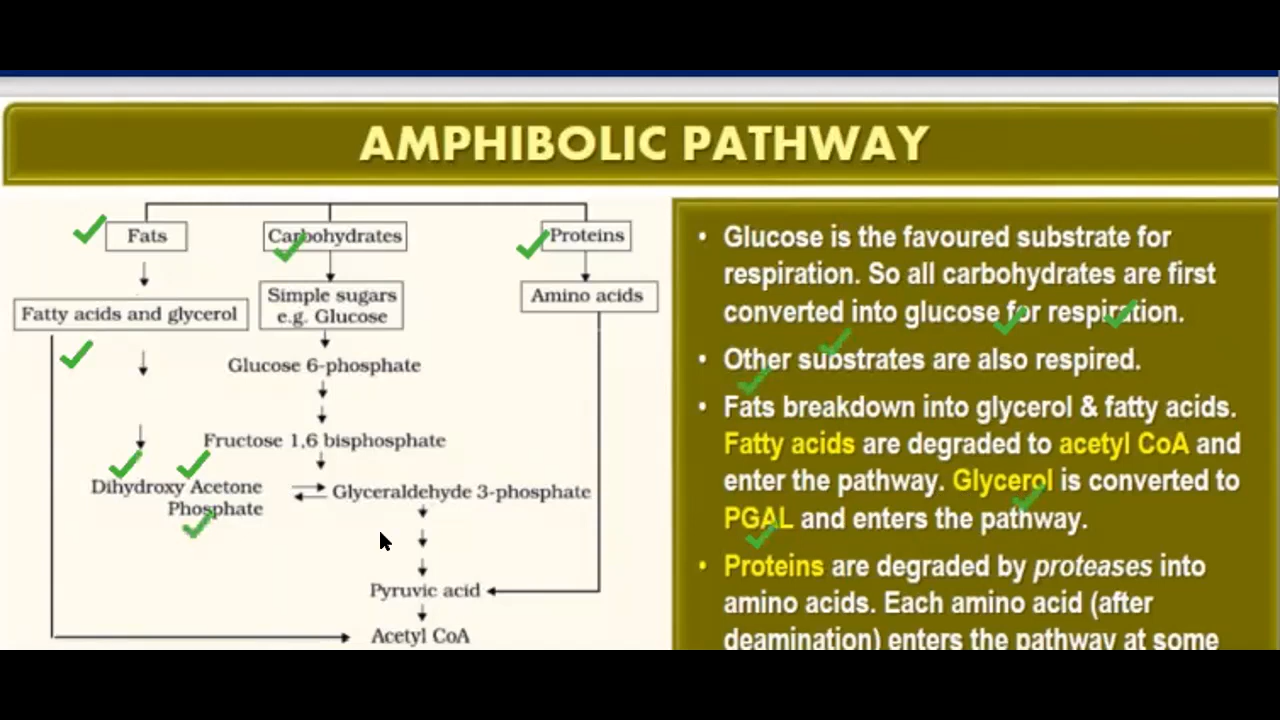 AMPHIBOLIC PATHWAY
Fats
Carbohydrates
Proteins
Fatty acids and glycerol
Simple sugars
e.g. Glucose
Amino acids
Glucose 6-phosphate
Fructose 1,6 bisphosphate
Dihydroxy Acetone
Phosphate
Glyceraldehyde 3-phosphate
Pyruvic acid
Acetyl CoA
• Glucose is the favoured substrate for
respiration. So all carbohydrates are first
converted into glucose for respiration.
• Other substrates are also respired.
• Fats breakdown into glycerol & fatty acids.
Fatty acids are degraded to acetyl CoA and
enter the pathway. Glycerol is converted to
PGAL and enters the pathway.
• Proteins are degraded by proteases into
amino acids. Each amino acid (after
deamination) enters the pathway at some